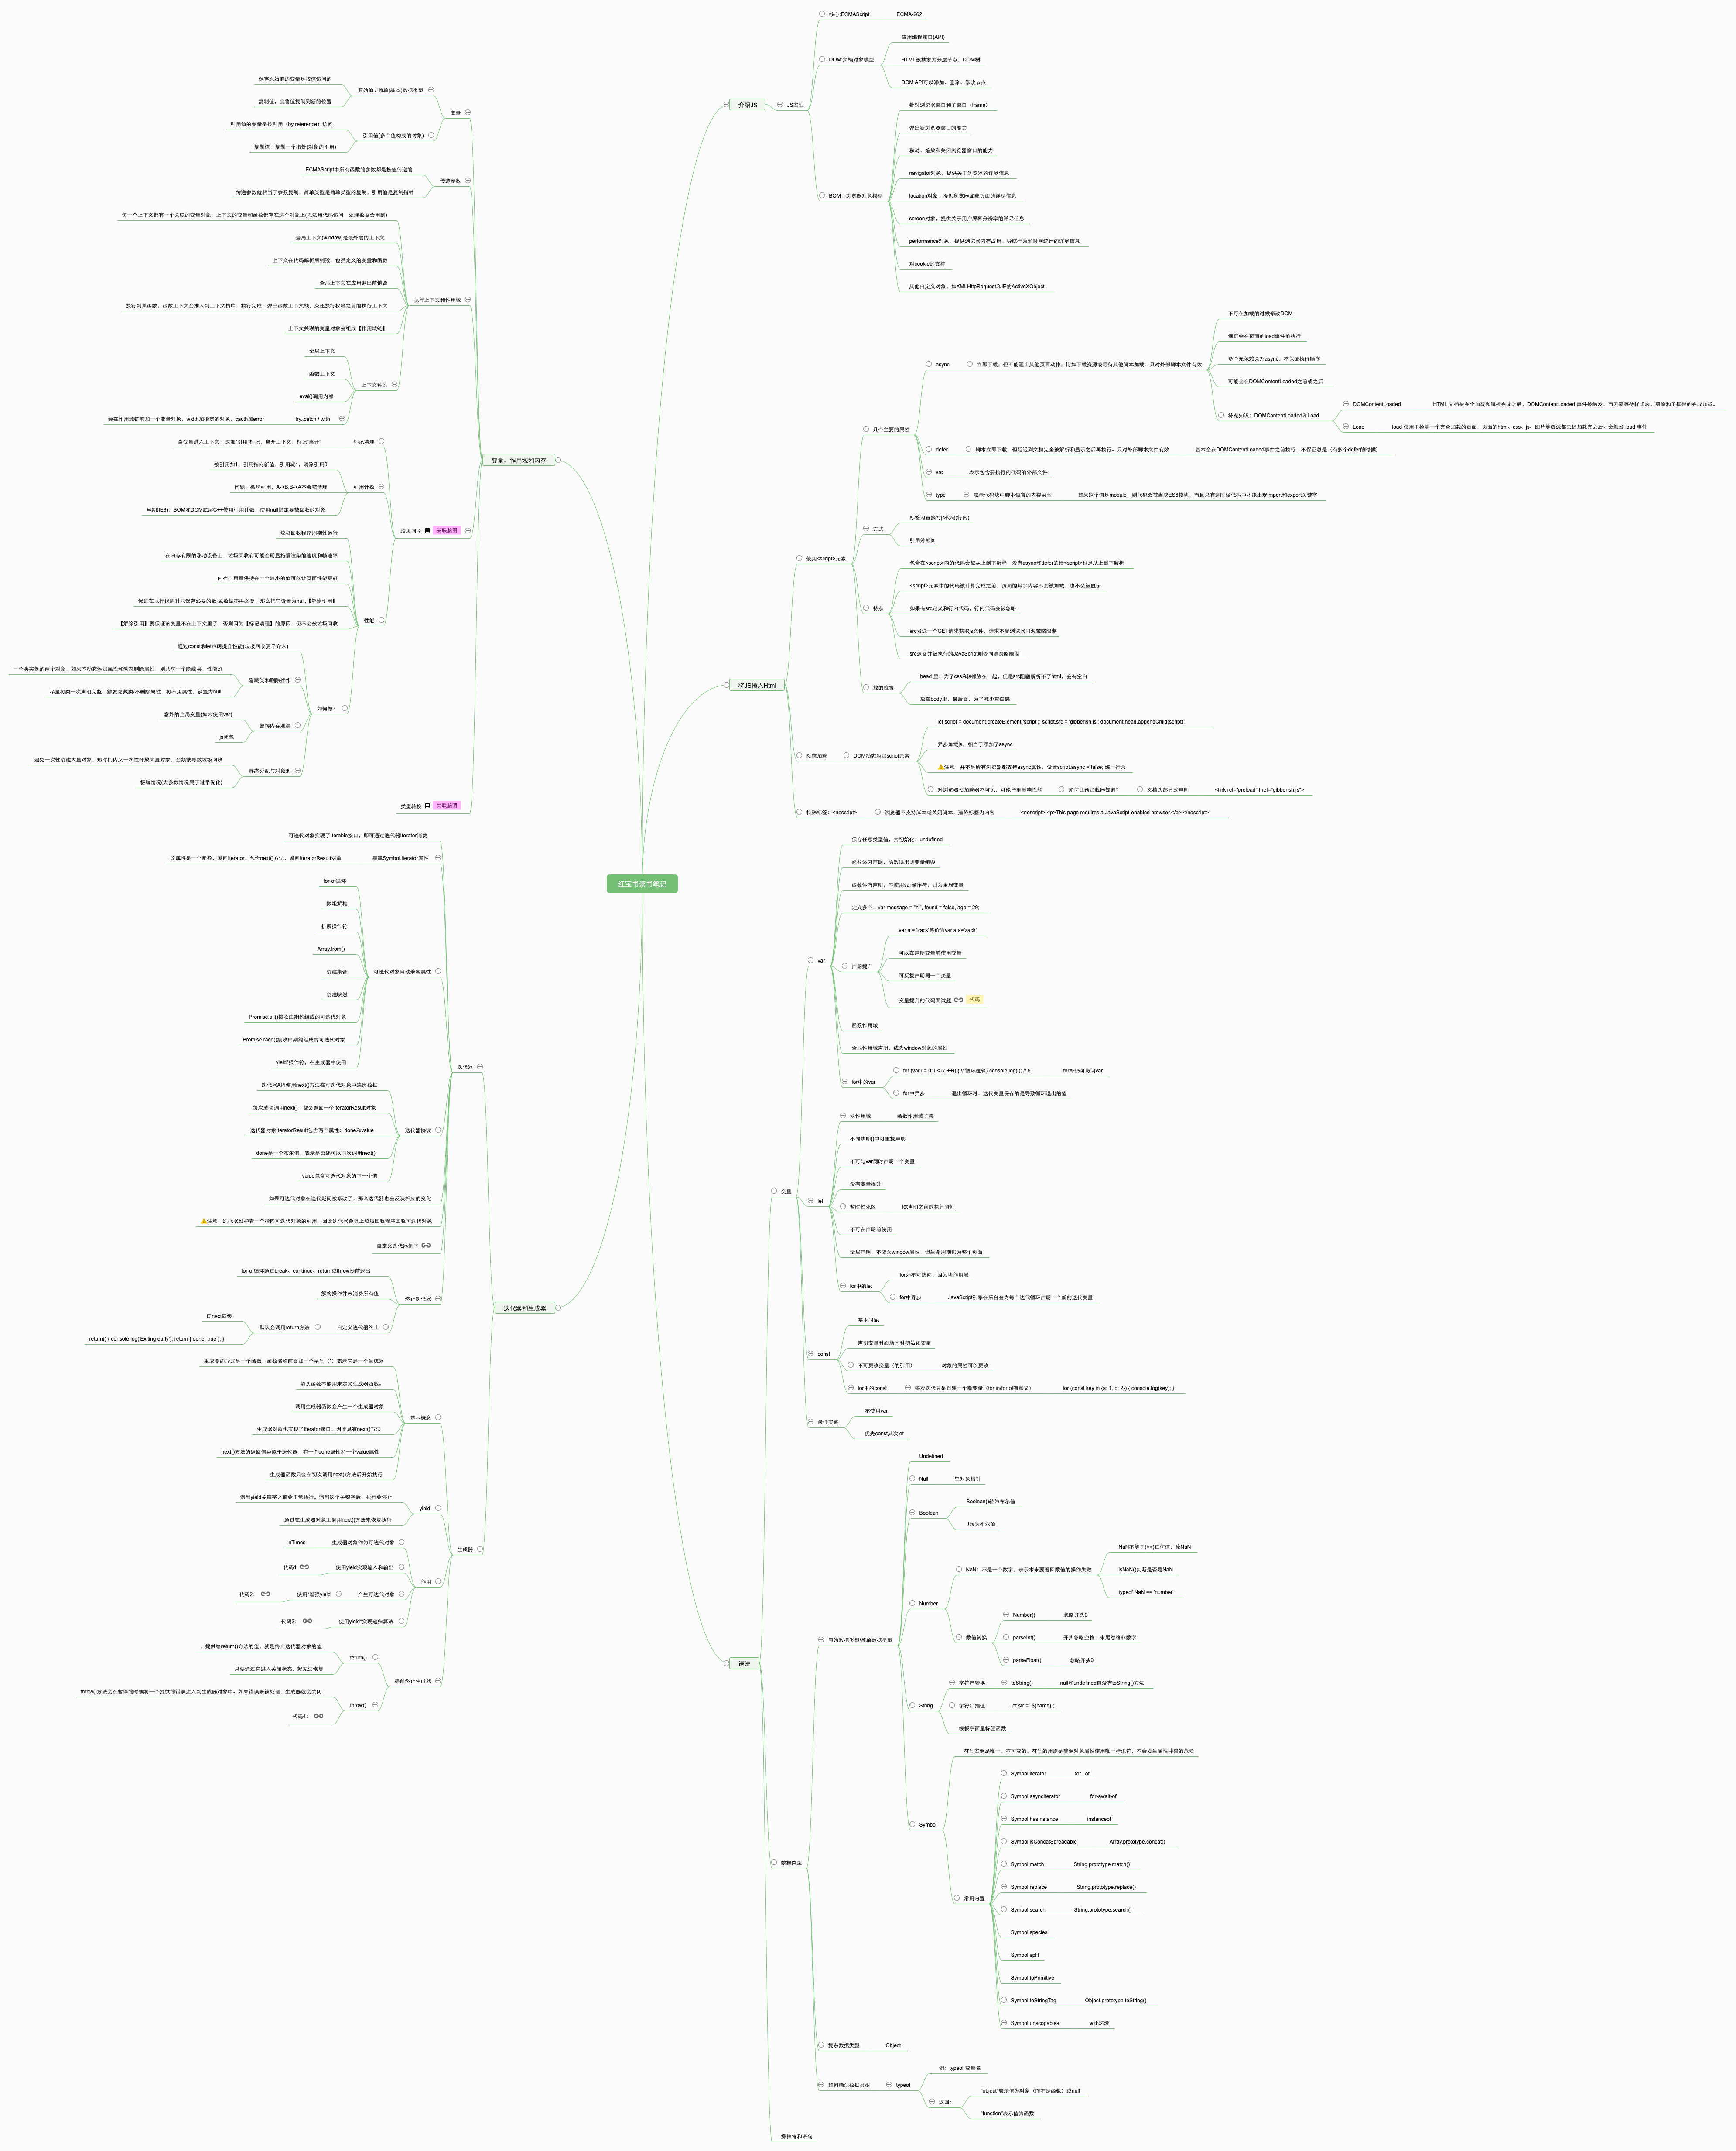 红宝书读书笔记
介绍JS
JS实现
核心:ECMAScript
ECMA-262
DOM:文档对象模型
应用编程接口(API)
HTML被抽象为分层节点，DOM树
DOM API可以添加、删除、修改节点
BOM：浏览器对象模型
针对浏览器窗口和子窗口（frame）
弹出新浏览器窗口的能力
移动、缩放和关闭浏览器窗口的能力
navigator对象，提供关于浏览器的详尽信息
location对象，提供浏览器加载页面的详尽信息
screen对象，提供关于用户屏幕分辨率的详尽信息
performance对象，提供浏览器内存占用、导航行为和时间统计的详尽信息
对cookie的支持
其他自定义对象，如XMLHttpRequest和IE的ActiveXObject
将JS插入Html
使用<script>元素
几个主要的属性
async
立即下载，但不能阻止其他页面动作，比如下载资源或等待其他脚本加载。只对外部脚本文件有效
不可在加载的时候修改DOM
保证会在页面的load事件前执行
多个无依赖关系async，不保证执行顺序
可能会在DOMContentLoaded之前或之后
补充知识：DOMContentLoaded和Load
DOMContentLoaded
HTML 文档被完全加载和解析完成之后，DOMContentLoaded 事件被触发，而无需等待样式表、图像和子框架的完成加载。
Load
load 仅用于检测一个完全加载的页面，页面的html、css、js、图片等资源都已经加载完之后才会触发 load 事件
defer
脚本立即下载，但延迟到文档完全被解析和显示之后再执行。只对外部脚本文件有效
基本会在DOMContentLoaded事件之前执行，不保证总是（有多个defer的时候）
src
表示包含要执行的代码的外部文件
type
表示代码块中脚本语言的内容类型
如果这个值是module，则代码会被当成ES6模块，而且只有这时候代码中才能出现import和export关键字
方式
标签内直接写js代码(行内)
引用外部js
特点
包含在<script>内的代码会被从上到下解释，没有async和defer的话<script>也是从上到下解析
<script>元素中的代码被计算完成之前，页面的其余内容不会被加载，也不会被显示
如果有src定义和行内代码，行内代码会被忽略
src发送一个GET请求获取js文件，请求不受浏览器同源策略限制
src返回并被执行的JavaScript则受同源策略限制
放的位置
head 里：为了css和js都放在一起，但是src阻塞解析不了html，会有空白
放在body里，最后面，为了减少空白感
动态加载
DOM动态添加script元素
let script = document.createElement('script'); script.src = 'gibberish.js'; document.head.appendChild(script);
异步加载js，相当于添加了async
⚠️注意：并不是所有浏览器都支持async属性，设置script.async = false; 统一行为
对浏览器预加载器不可见，可能严重影响性能
如何让预加载器知道?
文档头部显式声明
<link rel="preload" href="gibberish.js">
特殊标签：<noscript>
浏览器不支持脚本或关闭脚本，渲染标签内内容
<noscript> <p>This page requires a JavaScript-enabled browser.</p> </noscript>
语法
变量
var
保存任意类型值，为初始化：undefined
函数体内声明，函数退出则变量销毁
函数体内声明，不使用var操作符，则为全局变量
定义多个：var message = "hi", found = false, age = 29;
声明提升
var a = 'zack'等价为var a;a='zack'
可以在声明变量前使用变量
可反复声明同一个变量
变量提升的代码面试题
代码
函数作用域
全局作用域声明，成为window对象的属性
for中的var
for (var i = 0; i < 5; ++i) { // 循环逻辑} console.log(i); // 5
for外仍可访问var
for中异步
退出循环时，迭代变量保存的是导致循环退出的值
let
块作用域
函数作用域子集
不同块即{}中可重复声明
不可与var同时声明一个变量
没有变量提升
暂时性死区
let声明之前的执行瞬间
不可在声明前使用
全局声明，不成为window属性，但生命周期仍为整个页面
for中的let
for外不可访问，因为块作用域
for中异步
JavaScript引擎在后台会为每个迭代循环声明一个新的迭代变量
const
基本同let
声明变量时必须同时初始化变量
不可更改变量（的引用）
对象的属性可以更改
for中的const
每次迭代只是创建一个新变量（for in/for of有意义）
for (const key in {a: 1, b: 2}) { console.log(key); }
最佳实践
不使用var
优先const其次let
数据类型
原始数据类型/简单数据类型
Undefined
Null
空对象指针
Boolean
Boolean()转为布尔值
!!转为布尔值
Number
NaN：不是一个数字，表示本来要返回数值的操作失败
NaN不等于(==)任何值，除NaN
isNaN()判断是否是NaN
typeof NaN == 'number'
数值转换
Number()
忽略开头0
parseInt()
开头忽略空格，末尾忽略非数字
parseFloat()
忽略开头0
String
字符串转换
toString()
null和undefined值没有toString()方法
字符串插值
let str = `${name}`;
模板字面量标签函数
Symbol
符号实例是唯一、不可变的。符号的用途是确保对象属性使用唯一标识符，不会发生属性冲突的危险
常用内置
Symbol.iterator
for...of
Symbol.asyncIterator
for-await-of
Symbol.hasInstance
instanceof
Symbol.isConcatSpreadable
Array.prototype.concat()
Symbol.match
String.prototype.match()
Symbol.replace
String.prototype.replace()
Symbol.search
String.prototype.search()
Symbol.species
Symbol.split
Symbol.toPrimitive
Symbol.toStringTag
Object.prototype.toString()
Symbol.unscopables
with环境
复杂数据类型
Object
如何确认数据类型
typeof
例：typeof 变量名
返回：
"object"表示值为对象（而不是函数）或null
"function"表示值为函数
操作符和语句
变量、作用域和内存
变量
原始值 / 简单(基本)数据类型
保存原始值的变量是按值访问的
复制值，会将值复制到新的位置
引用值(多个值构成的对象)
引用值的变量是按引用（by reference）访问
复制值，复制一个指针(对象的引用)
传递参数
ECMAScript中所有函数的参数都是按值传递的
传递参数就相当于参数复制，简单类型是简单类型的复制，引用值是复制指针
执行上下文和作用域
每一个上下文都有一个关联的变量对象，上下文的变量和函数都存在这个对象上(无法用代码访问，处理数据会用到)
全局上下文(window)是最外层的上下文
上下文在代码解析后销毁，包括定义的变量和函数
全局上下文在应用退出前销毁
执行到某函数，函数上下文会推入到上下文栈中，执行完成，弹出函数上下文栈，交还执行权给之前的执行上下文
上下文关联的变量对象会组成【作用域链】
上下文种类
全局上下文
函数上下文
eval()调用内部
try..catch / with
会在作用域链前加一个变量对象，width加指定的对象，cacth加error
垃圾回收
关联脑图
标记清理
当变量进入上下文，添加"引用"标记，离开上下文，标记"离开"
引用计数
被引用加1，引用指向新值，引用减1，清除引用0
问题：循环引用，A->B,B->A不会被清理
早期(IE8)：BOM和DOM底层C++使用引用计数，使用null指定要被回收的对象
性能
垃圾回收程序周期性运行
在内存有限的移动设备上，垃圾回收有可能会明显拖慢渲染的速度和帧速率
内存占用量保持在一个较小的值可以让页面性能更好
保证在执行代码时只保存必要的数据,数据不再必要，那么把它设置为null,【解除引用】
【解除引用】要保证该变量不在上下文里了，否则因为【标记清理】的原因，仍不会被垃圾回收
如何做?
通过const和let声明提升性能(垃圾回收更早介入)
隐藏类和删除操作
一个类实例的两个对象，如果不动态添加属性和动态删除属性，则共享一个隐藏类，性能好
尽量将类一次声明完整，触发隐藏类/不删除属性，将不用属性，设置为null
警惕内存泄漏
意外的全局变量(如未使用var)
js闭包
静态分配与对象池
避免一次性创建大量对象，短时间内又一次性释放大量对象，会频繁导致垃圾回收
极端情况(大多数情况属于过早优化)
类型转换
关联脑图
迭代器和生成器
迭代器
可迭代对象实现了Iterable接口，即可通过迭代器Iterator消费
暴露Symbol.iterator属性
改属性是一个函数，返回Iterator，包含next()方法，返回IteratorResult对象
可迭代对象自动兼容属性
for-of循环
数组解构
扩展操作符
Array.from()
创建集合
创建映射
Promise.all()接收由期约组成的可迭代对象
Promise.race()接收由期约组成的可迭代对象
yield*操作符，在生成器中使用
迭代器协议
迭代器API使用next()方法在可迭代对象中遍历数据
每次成功调用next()，都会返回一个IteratorResult对象
迭代器对象IteratorResult包含两个属性：done和value
done是一个布尔值，表示是否还可以再次调用next()
value包含可迭代对象的下一个值
如果可迭代对象在迭代期间被修改了，那么迭代器也会反映相应的变化
⚠️注意：迭代器维护着一个指向可迭代对象的引用，因此迭代器会阻止垃圾回收程序回收可迭代对象
自定义迭代器例子
终止迭代器
for-of循环通过break、continue、return或throw提前退出
解构操作并未消费所有值
自定义迭代器终止
默认会调用return方法
同next同级
return() { console.log('Exiting early'); return { done: true }; }
生成器
基本概念
生成器的形式是一个函数，函数名称前面加一个星号（*）表示它是一个生成器
箭头函数不能用来定义生成器函数。
调用生成器函数会产生一个生成器对象
生成器对象也实现了Iterator接口，因此具有next()方法
next()方法的返回值类似于迭代器，有一个done属性和一个value属性
生成器函数只会在初次调用next()方法后开始执行
yield
遇到yield关键字之前会正常执行。遇到这个关键字后，执行会停止
通过在生成器对象上调用next()方法来恢复执行
作用
生成器对象作为可迭代对象
nTimes
使用yield实现输入和输出
代码1
产生可迭代对象
使用*增强yield
代码2：
使用yield*实现递归算法
代码3：
提前终止生成器
return()
。提供给return()方法的值，就是终止迭代器对象的值
只要通过它进入关闭状态，就无法恢复
throw()
throw()方法会在暂停的时候将一个提供的错误注入到生成器对象中。如果错误未被处理，生成器就会关闭
代码4：